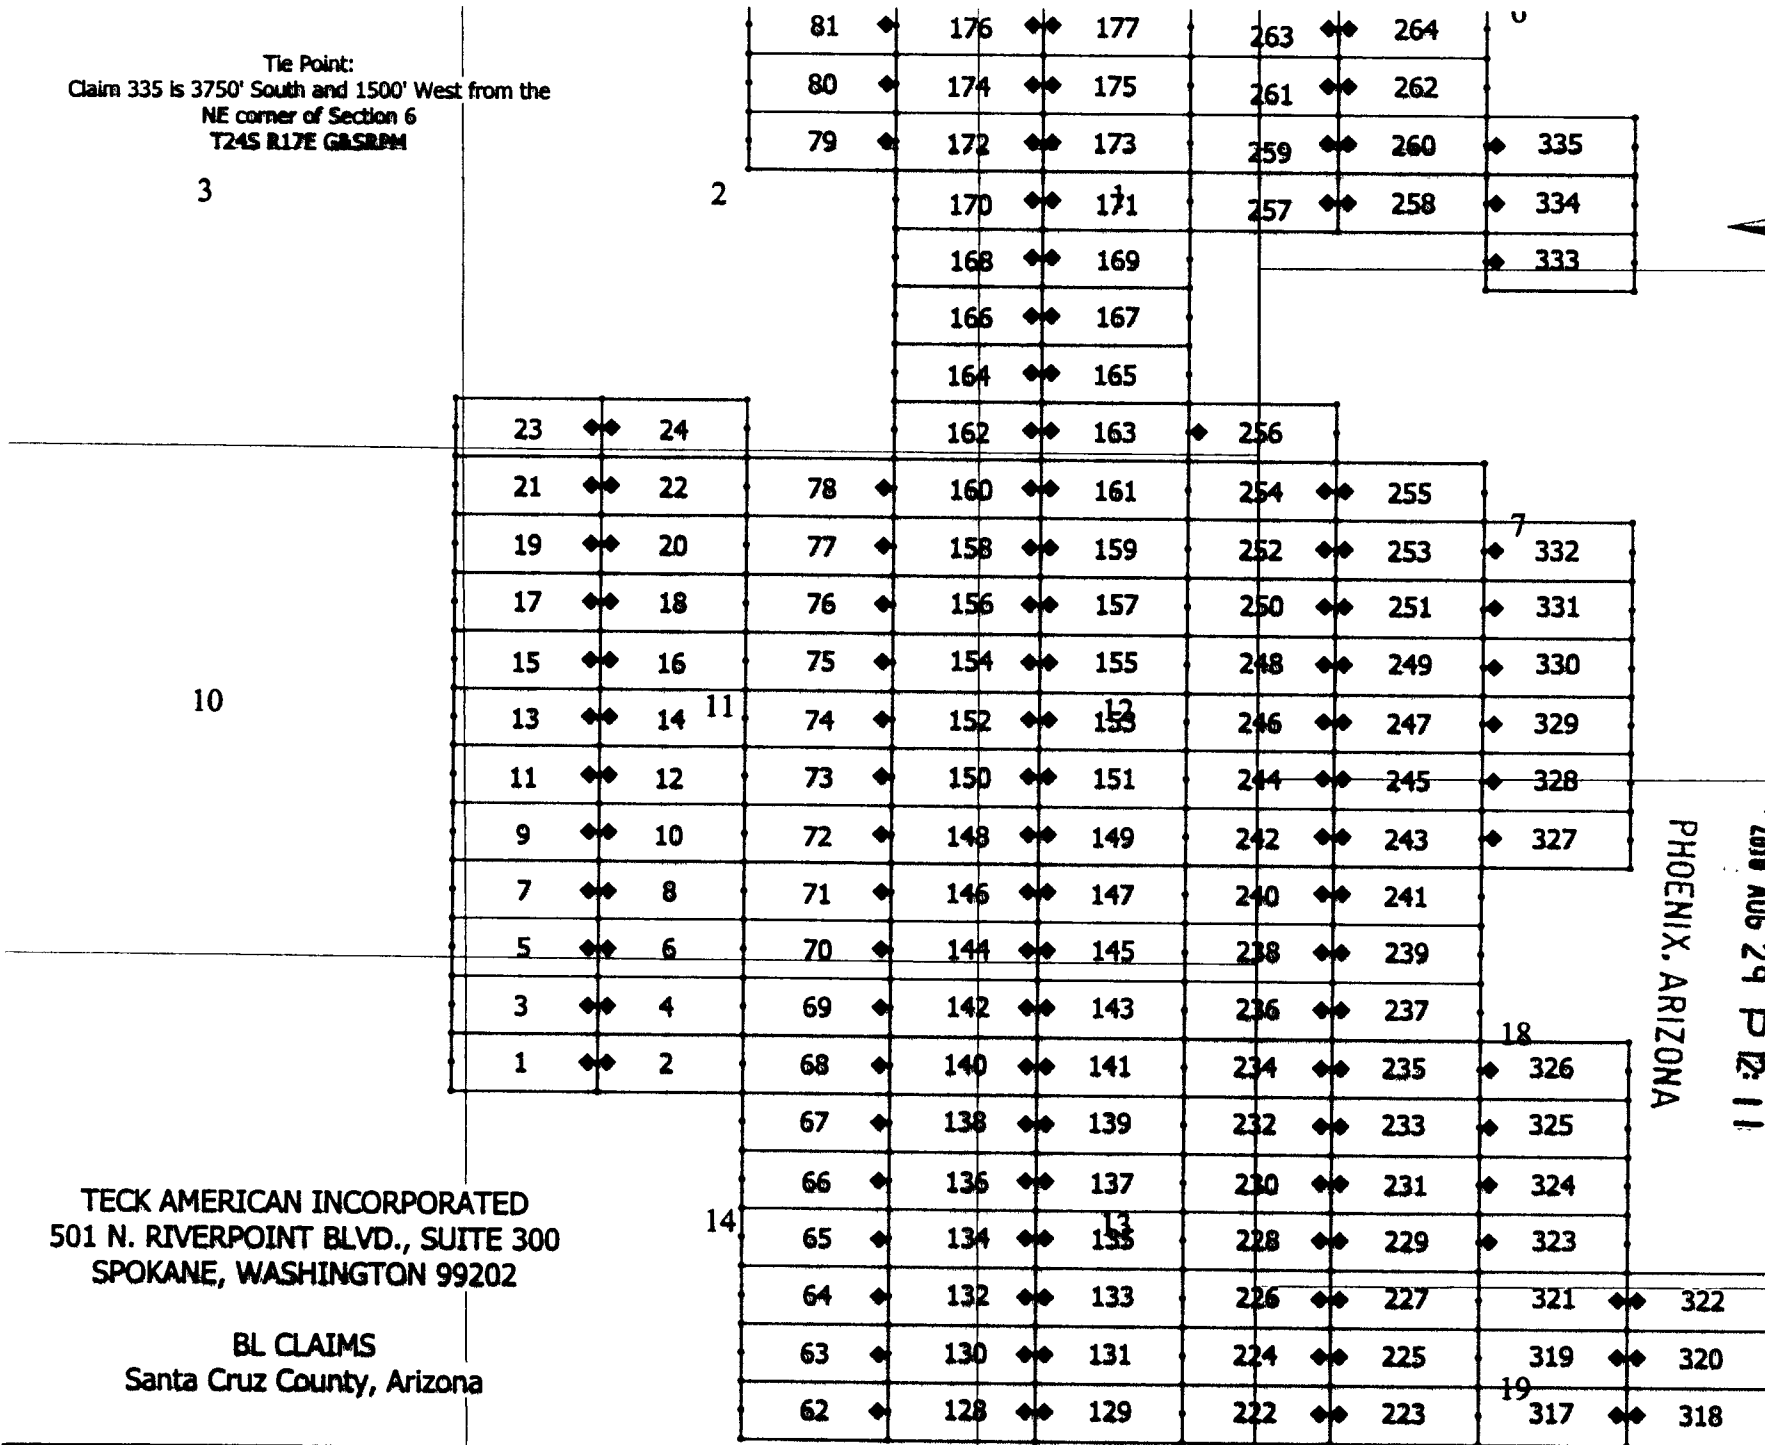 81 176 177 263 264
Tie Point:
Claim 335 is 3750' South and 1500' West from the
NE corner of Section 6
T24S R17E G&SRPM
80 174 175 261 262
79 172 173 259 260 335
3 2 1
170 171 257 258 334
168 169 333
166 167
164 165
23 24 162 163 256
21 22 78 160 161 254 255
7
19 20 77 158 159 252 253 332
17 18 76 156 157 250 251 331
15 16 75 154 155 248 249 330
10 11 12
13 14 74 152 153 246 247 329
11 12 73 150 151 244 245 328
9 10 72 148 149 242 243 327
7 8 71 146 147 240 241
5 6 70 144 145 238 239
3 4 69 142 143 236 237
18
1 2 68 140 141 234 235 326
67 138 139 232 233 325
66 136 137 230 231 324
14 13
65 134 135 228 229 323
64 132 133 226 227 321 322
63 130 131 224 225 319 320
19
62 128 129 222 223 317 318
TECK AMERICAN INCORPORATED
501 N. RIVERPOINT BLVD., SUITE 300
SPOKANE, WASHINGTON 99202
BL CLAIMS
Santa Cruz County, Arizona
PHOENIX, ARIZONA
AUG 29 P 12: 11